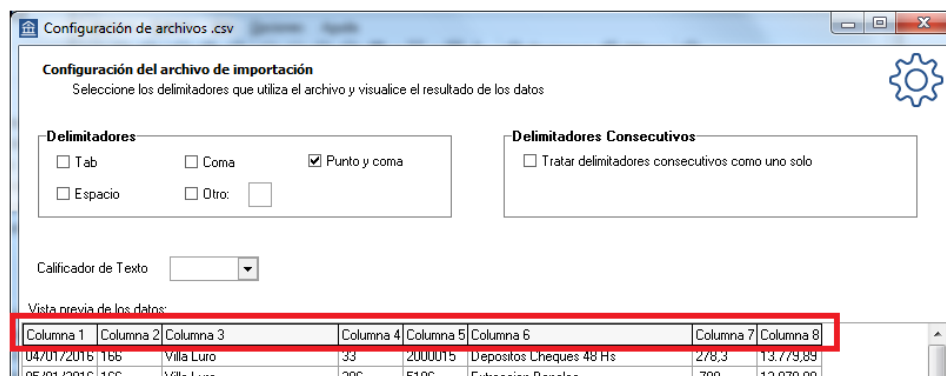 Configuración de archivos .csv
Configuración del archivo de importación
Seleccione los delimitadores que utiliza el archivo y visualice el resultado de los datos
Delimitadores
Delimitadores Consecutivos
Tab Coma Punto y coma
Tratar delimitadores consecutivos como uno solo
Espacio Otro:
Calificador de Texto
Vista previa de los datos:
Columna 1 Columna 2 Columna 3 Columna 4 Columna 5 Columna 6 Columna 7 Columna 8
04/01/2016 166 Villa Luro 33 2000015 Depositos Cheques 48 Hs 278,3 13.779,89